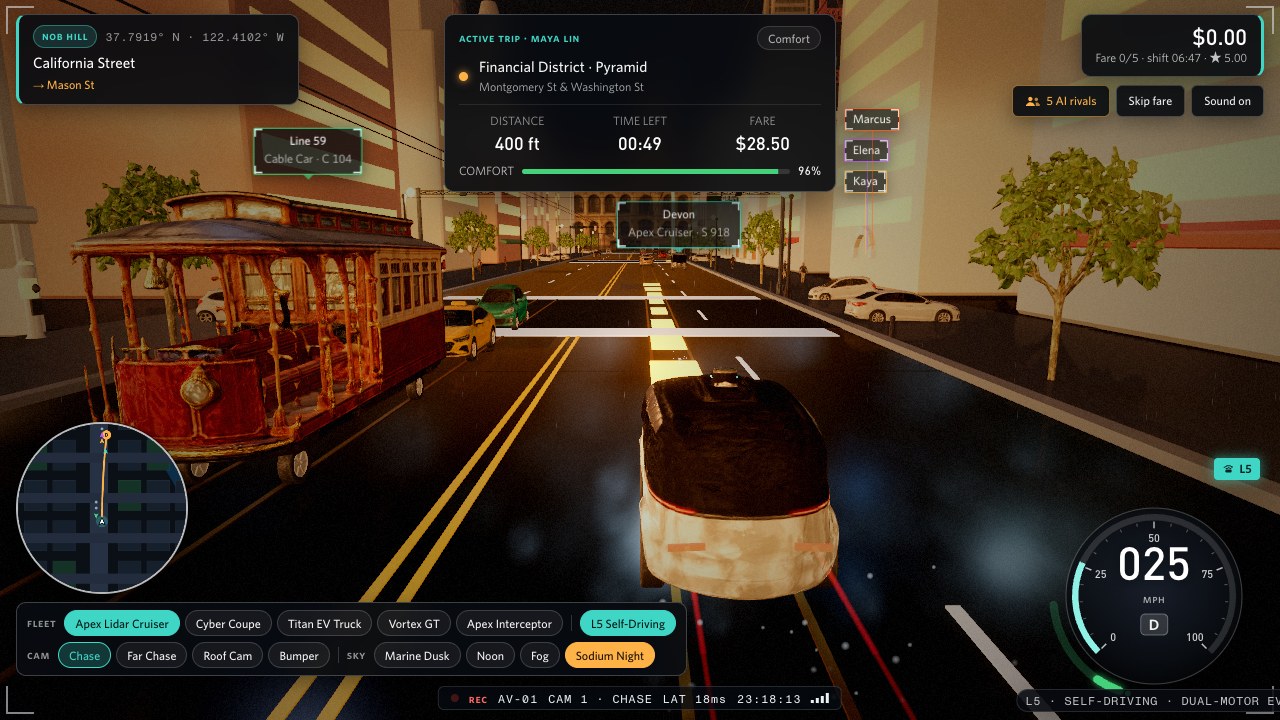 NOB HILL 37.7919° N · 122.4102° W
California Street
→ Mason St
ACTIVE TRIP · MAYA LIN
Comfort
Financial District · Pyramid
Montgomery St & Washington St
DISTANCE TIME LEFT FARE
400 ft 00:49 $28.50
COMFORT 96%
$0.00
Fare 0/5 · shift 06:47 · ★ 5.00
5 AI rivals Skip fare Sound on
Marcus
Elena
Kaya
Line 59
Cable Car · C 104
Devon
Apex Cruiser · S 918
L5
50
25 025 75
MPH
D
0 100
FLEET Apex Lidar Cruiser Cyber Coupe Titan EV Truck Vortex GT Apex Interceptor L5 Self-Driving
CAM Chase Far Chase Roof Cam Bumper SKY Marine Dusk Noon Fog Sodium Night
REC AV-01 CAM 1 · CHASE LAT 18ms 23:18:13
L5 · SELF-DRIVING · DUAL-MOTOR EV